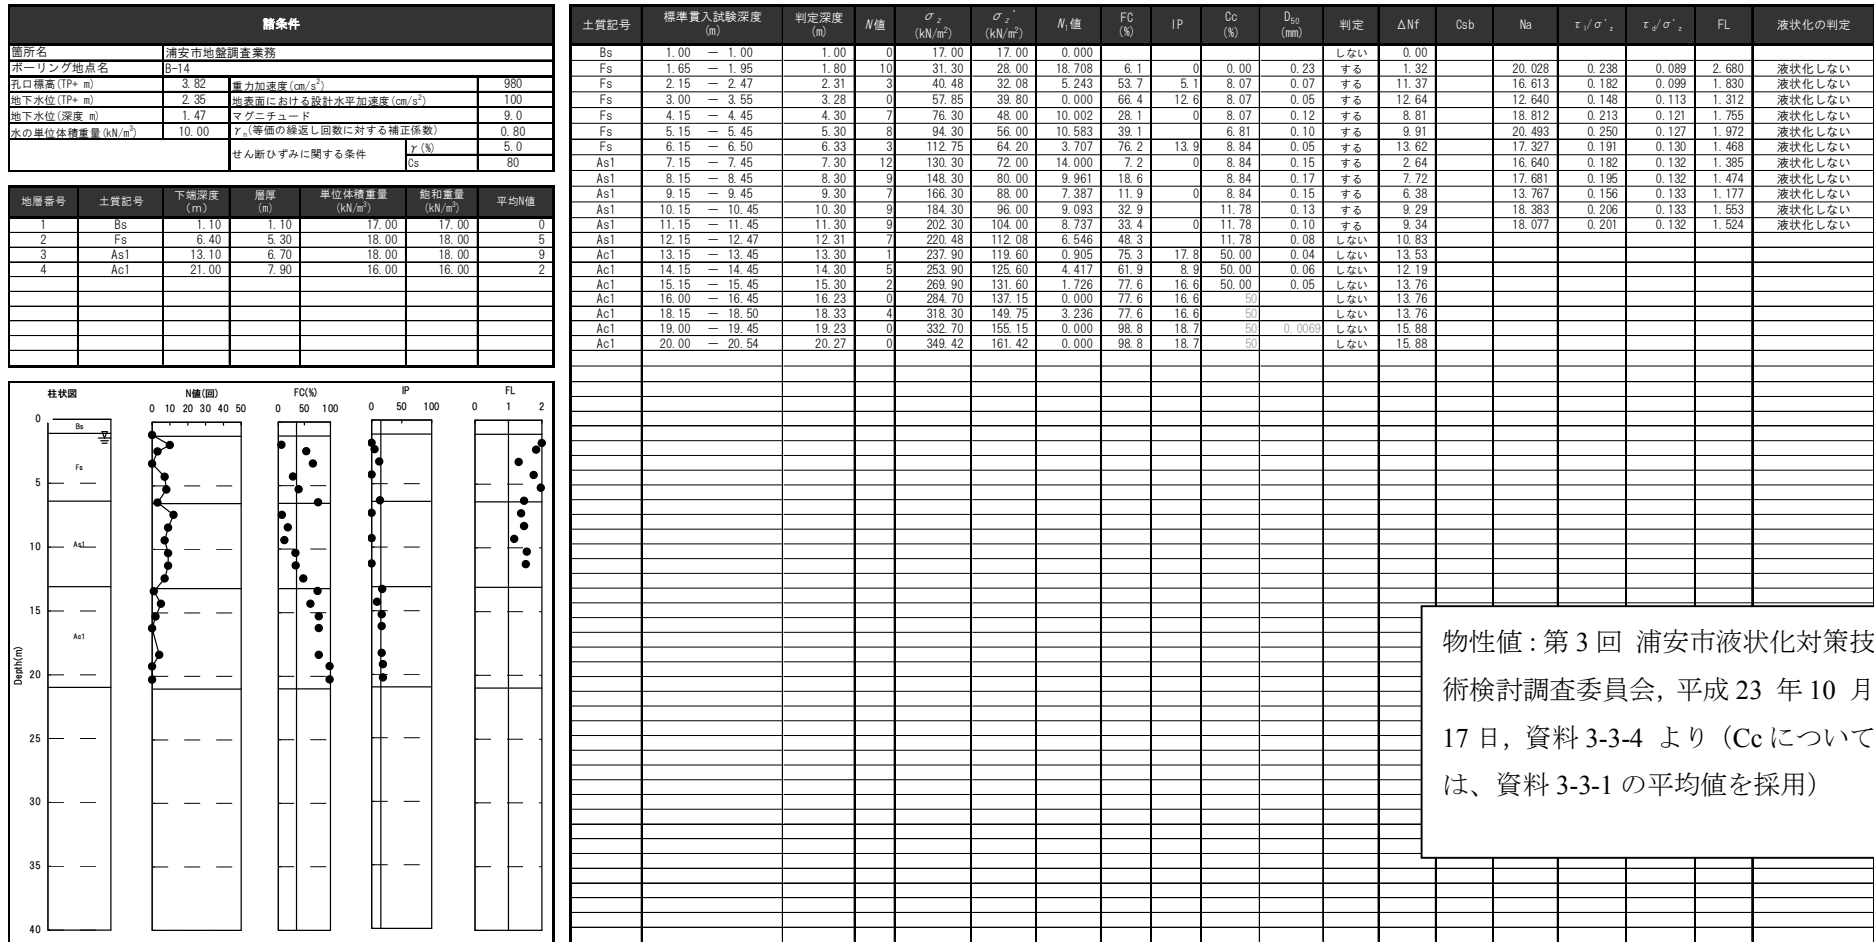 諸条件
箇所名 浦安市地盤調査業務
ボーリング地点名 B-14
孔口標高(TP+ m) 3.82 重力加速度(cm/s²) 980
地下水位(TP+ m) 2.35 地表面における設計水平加速度(cm/s²) 100
地下水位(深度 m) 1.47 マグニチュード 9.0
水の単位体積重量(kN/m³) 10.00 γn(等価の繰返し回数に対する補正係数) 0.80
せん断ひずみに関する条件 γ(%) 5.0
Cs 80
地層番号 土質記号 下端深度(m) 層厚(m) 単位体積重量(kN/m³) 飽和重量(kN/m³) 平均N値
1 Bs 1.10 1.10 17.00 17.00 0
2 Fs 6.40 5.30 18.00 18.00 5
3 As1 13.10 6.70 18.00 18.00 9
4 Ac1 21.00 7.90 16.00 16.00 2
柱状図 N値(回) FC(%) IP FL
0 10 20 30 40 50 0 50 100 0 50 100 0 1 2
Depth(m)
0
5
10
15
20
25
30
35
40
Bs
Fs
As1
Ac1
土質記号 標準貫入試験深度(m) 判定深度(m) N値 σz(kN/m²) σz'(kN/m²) N1値 FC(%) IP Cc(%) D50(mm) 判定 ΔNf Csb Na τl/σ'z τd/σ'z FL 液状化の判定
Bs 1.00 － 1.00 1.00 0 17.00 17.00 0.000 しない 0.00
Fs 1.65 － 1.95 1.80 10 31.30 28.00 18.708 6.1 0 0.00 0.23 する 1.32 20.028 0.238 0.089 2.680 液状化しない
Fs 2.15 － 2.47 2.31 3 40.48 32.08 5.243 53.7 5.1 8.07 0.07 する 11.37 16.613 0.182 0.099 1.830 液状化しない
Fs 3.00 － 3.55 3.28 0 57.85 39.80 0.000 66.4 12.6 8.07 0.05 する 12.64 12.640 0.148 0.113 1.312 液状化しない
Fs 4.15 － 4.45 4.30 7 76.30 48.00 10.002 28.1 0 8.07 0.12 する 8.81 18.812 0.213 0.121 1.755 液状化しない
Fs 5.15 － 5.45 5.30 8 94.30 56.00 10.583 39.1 6.81 0.10 する 9.91 20.493 0.250 0.127 1.972 液状化しない
Fs 6.15 － 6.50 6.33 3 112.75 64.20 3.707 76.2 13.9 8.84 0.05 する 13.62 17.327 0.191 0.130 1.468 液状化しない
As1 7.15 － 7.45 7.30 12 130.30 72.00 14.000 7.2 0 8.84 0.15 する 2.64 16.640 0.182 0.132 1.385 液状化しない
As1 8.15 － 8.45 8.30 9 148.30 80.00 9.961 18.6 8.84 0.17 する 7.72 17.681 0.195 0.132 1.474 液状化しない
As1 9.15 － 9.45 9.30 7 166.30 88.00 7.387 11.9 0 8.84 0.15 する 6.38 13.767 0.156 0.133 1.177 液状化しない
As1 10.15 － 10.45 10.30 9 184.30 96.00 9.093 32.9 11.78 0.13 する 9.29 18.383 0.206 0.133 1.553 液状化しない
As1 11.15 － 11.45 11.30 9 202.30 104.00 8.737 33.4 0 11.78 0.10 する 9.34 18.077 0.201 0.132 1.524 液状化しない
As1 12.15 － 12.47 12.31 7 220.48 112.08 6.546 48.3 11.78 0.08 しない 10.83
Ac1 13.15 － 13.45 13.30 1 237.90 119.60 0.905 75.3 17.8 50.00 0.04 しない 13.53
Ac1 14.15 － 14.45 14.30 5 253.90 125.60 4.417 61.9 8.9 50.00 0.06 しない 12.19
Ac1 15.15 － 15.45 15.30 2 269.90 131.60 1.726 77.6 16.6 50.00 0.05 しない 13.76
Ac1 16.00 － 16.45 16.23 0 284.70 137.15 0.000 77.6 16.6 50 しない 13.76
Ac1 18.15 － 18.50 18.33 4 318.30 149.75 3.236 77.6 16.6 50 しない 13.76
Ac1 19.00 － 19.45 19.23 0 332.70 155.15 0.000 98.8 18.7 50 0.0069 しない 15.88
Ac1 20.00 － 20.54 20.27 0 349.42 161.42 0.000 98.8 18.7 50 しない 15.88
物性値：第3回 浦安市液状化対策技
術検討調査委員会, 平成 23 年 10 月
17 日, 資料 3-3-4 より（Cc について
は、資料 3-3-1 の平均値を採用）